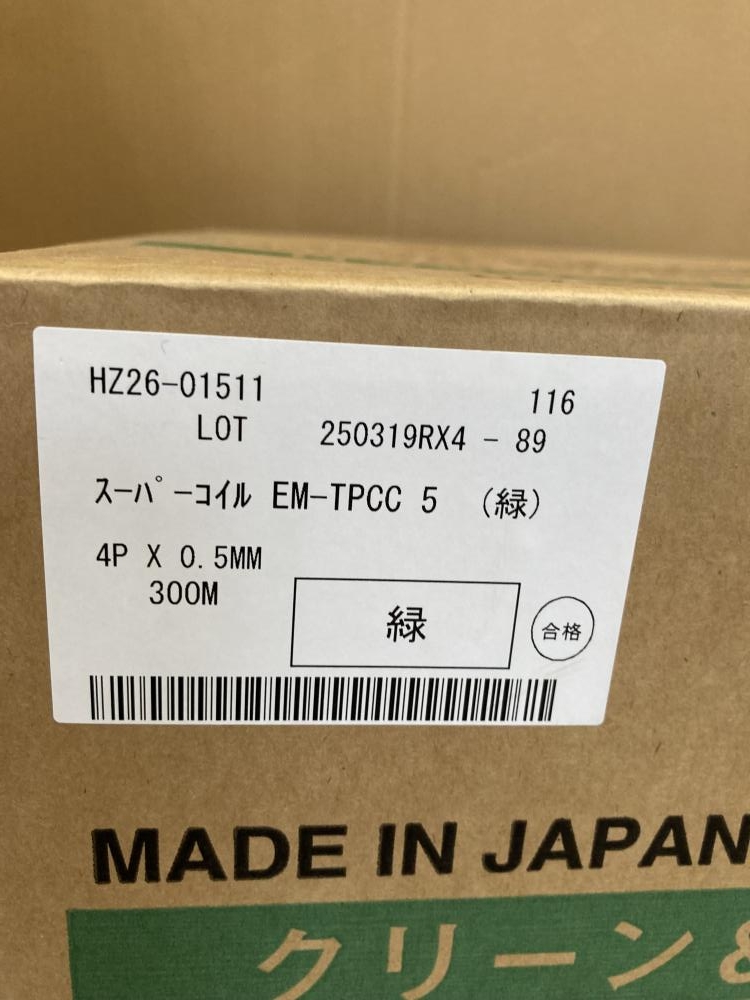 HZ26-01511 116
LOT 250319RX4 - 89
ｽｰﾊﾟｰｺｲﾙ EM-TPCC 5 （緑）
4P X 0.5MM
300M
緑
合格
MADE IN JAPAN
クリーン&